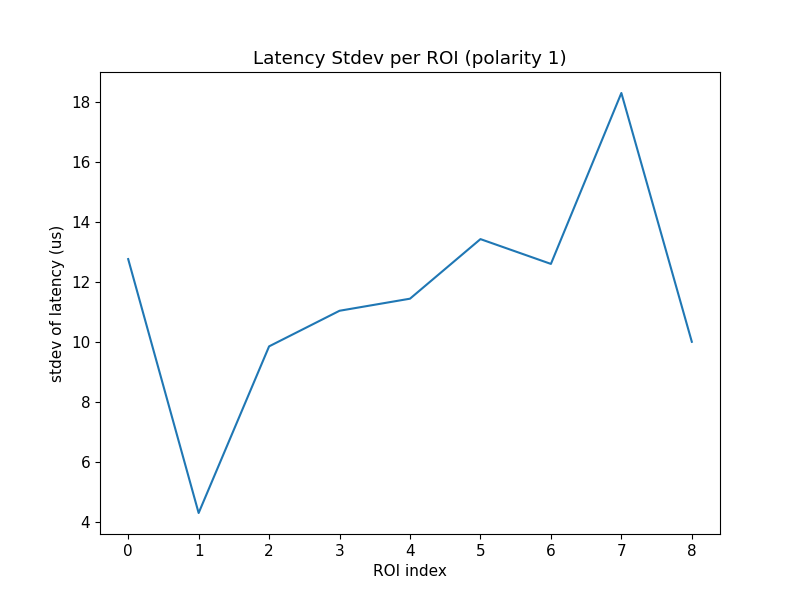 Latency Stdev per ROI (polarity 1)
stdev of latency (us)
18
16
14
12
10
8
6
4
0 1 2 3 4 5 6 7 8
ROI index